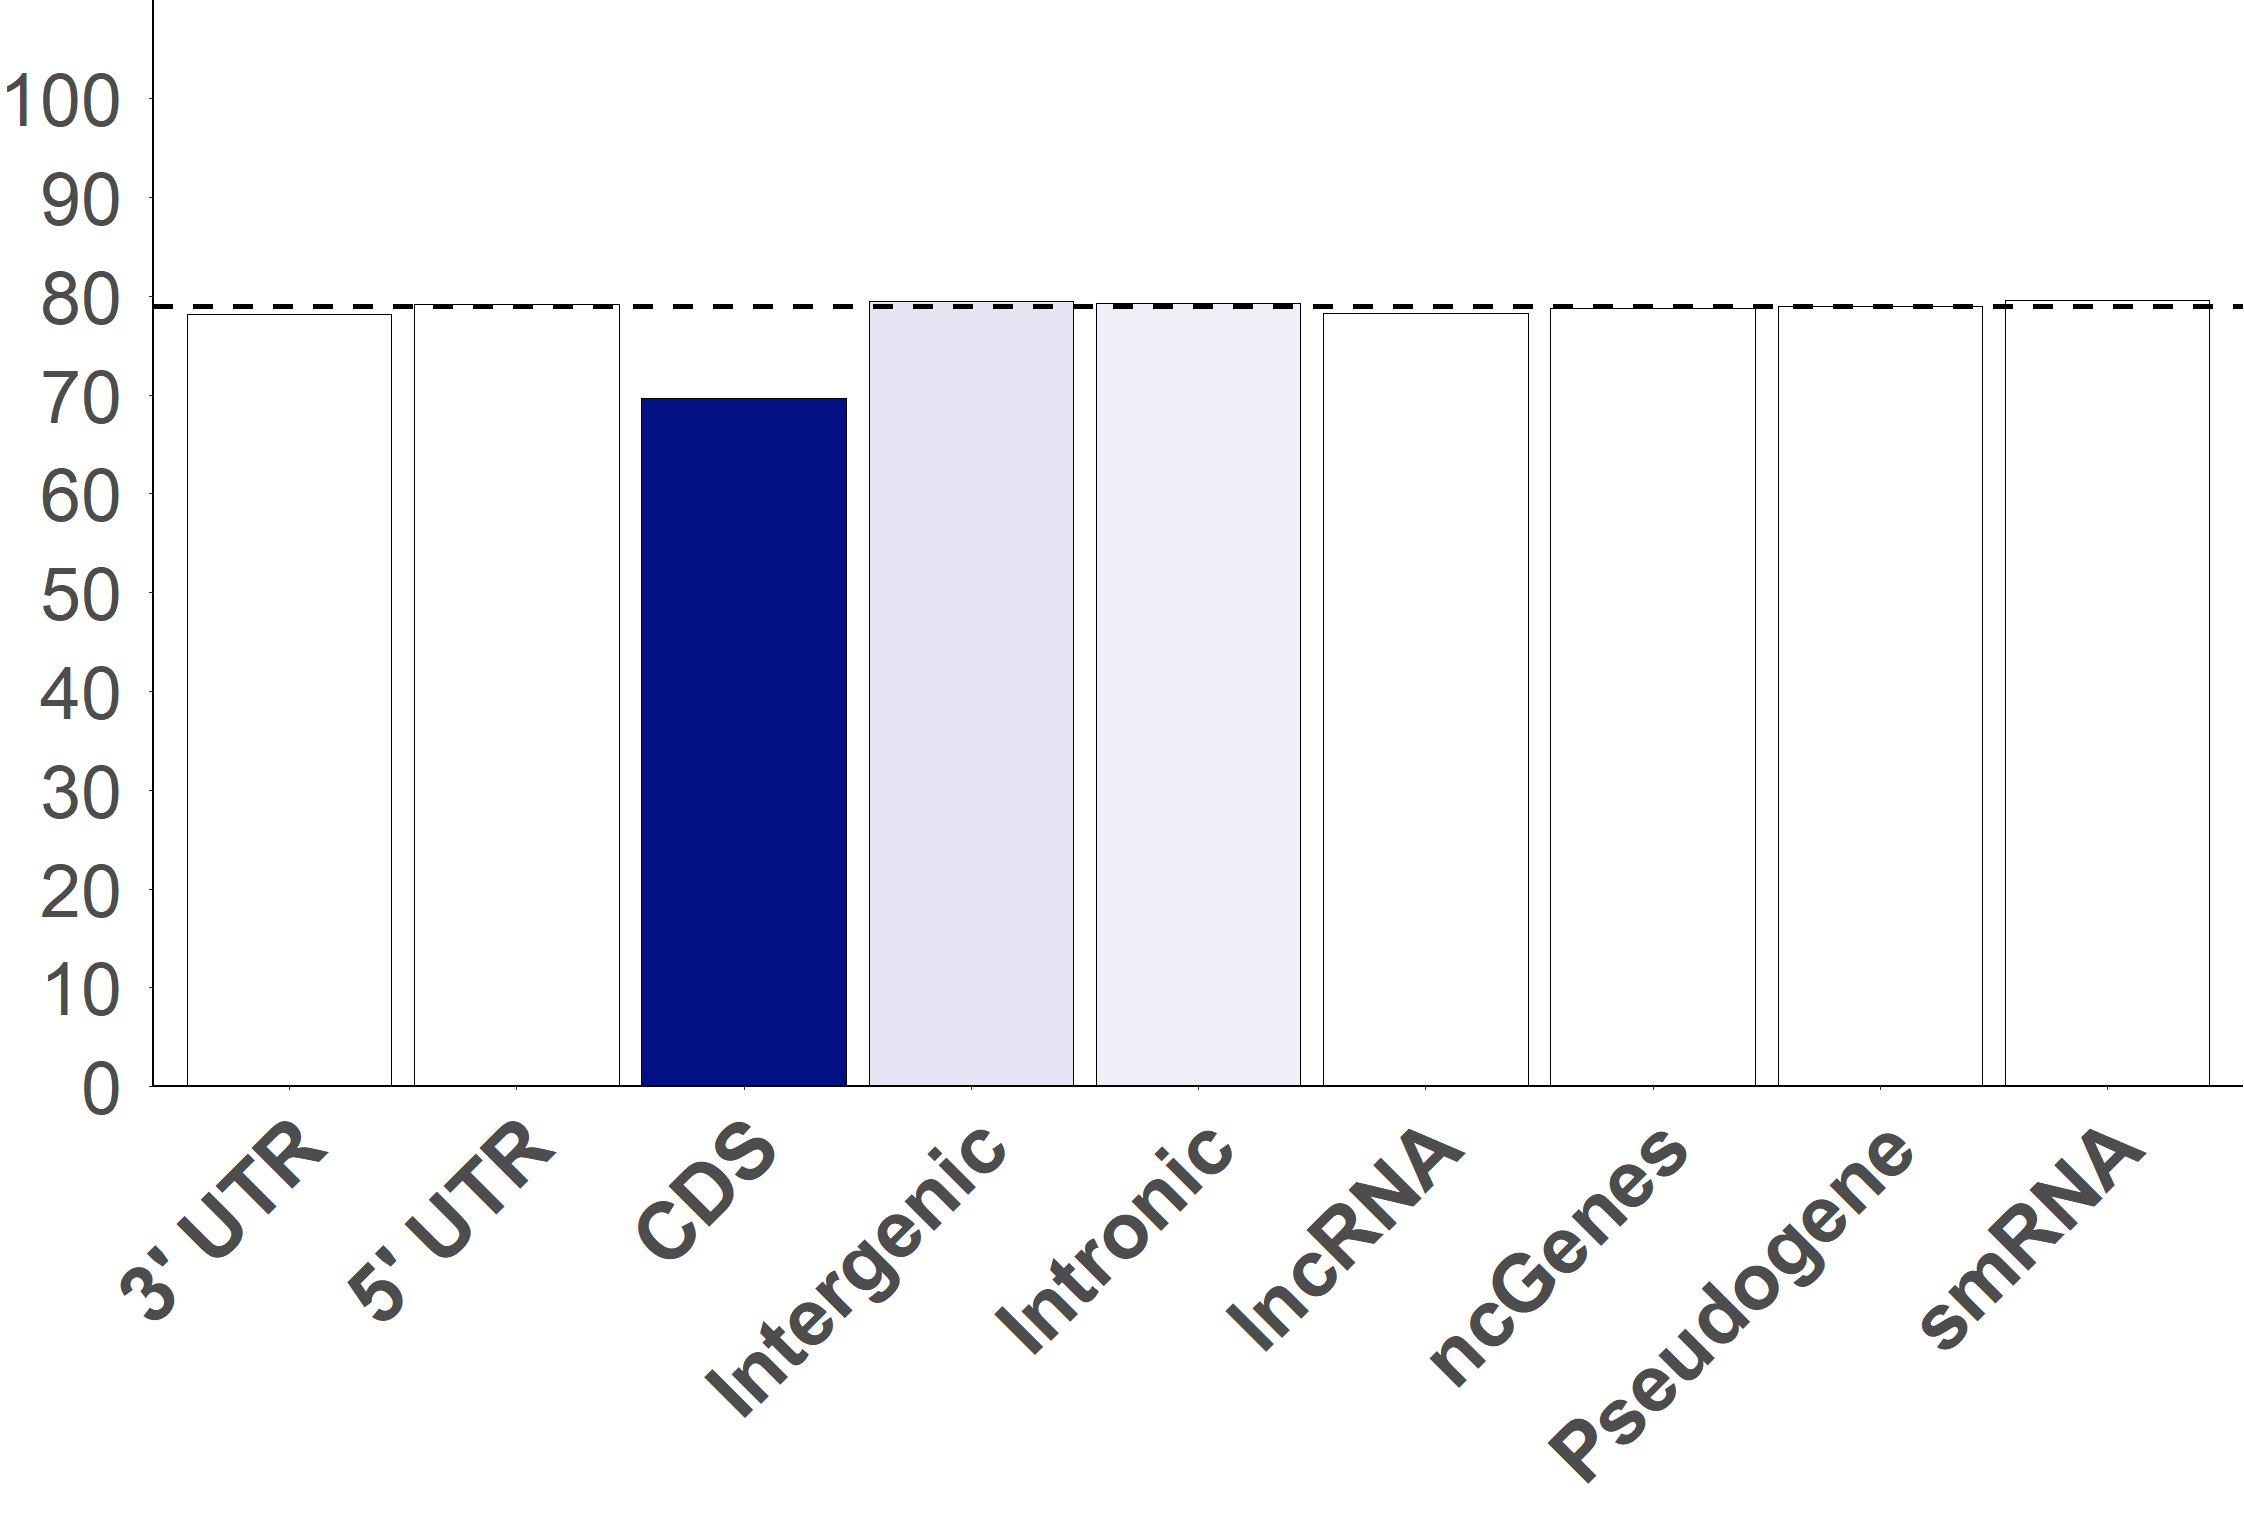 100
90
80
70
60
50
40
30
20
10
0
3' UTR
5' UTR
CDS
Intergenic
Intronic
lncRNA
ncGenes
Pseudogene
smRNA